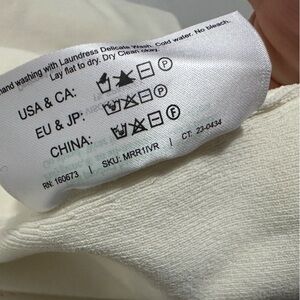 hand washing with Laundress Delicate Wash. Cold water. No bleach.
Lay flat to dry. Dry Clean okay.
USA & CA: P
EU & JP: P
CHINA: F
RN: 160673 | SKU: MRR1IVR | CT: 23-0434